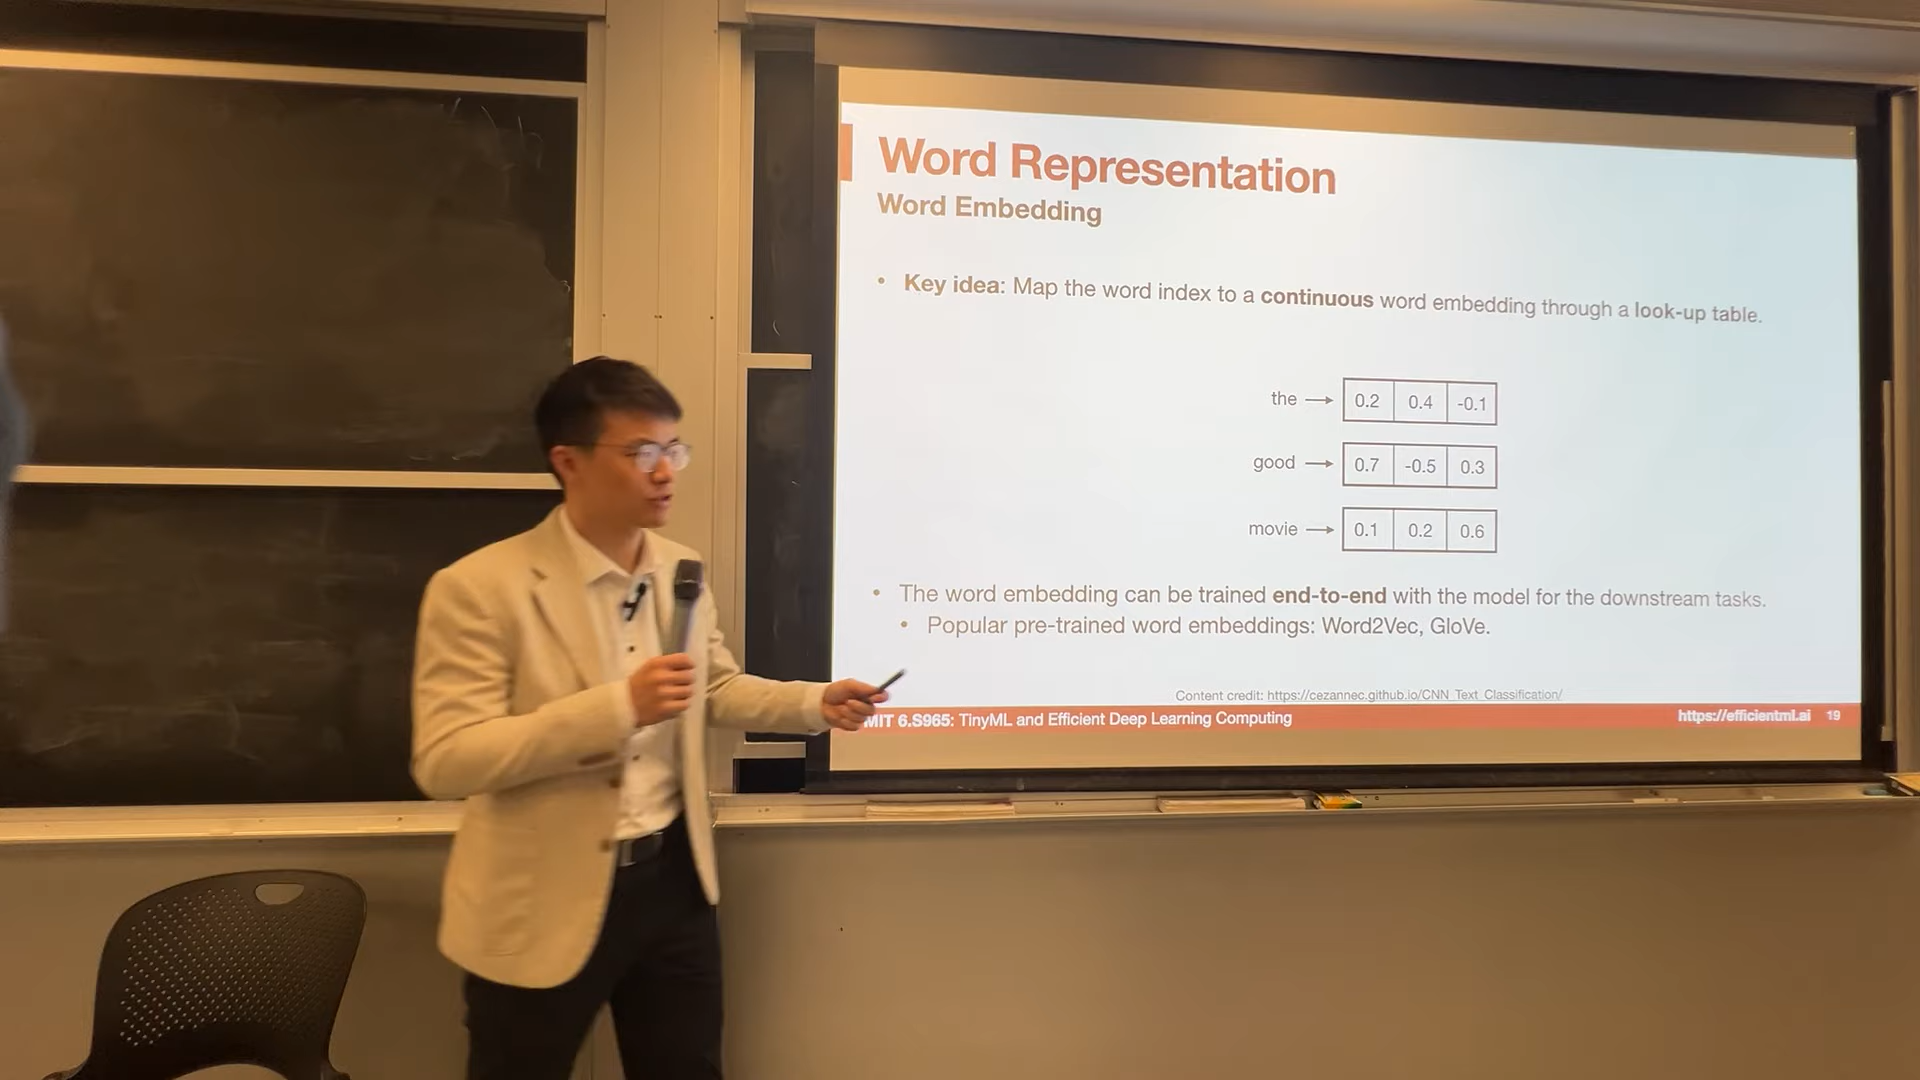 Word Representation
Word Embedding
• Key idea: Map the word index to a continuous word embedding through a look-up table.
the → 0.2 0.4 -0.1
good → 0.7 -0.5 0.3
movie → 0.1 0.2 0.6
• The word embedding can be trained end-to-end with the model for the downstream tasks.
• Popular pre-trained word embeddings: Word2Vec, GloVe.
Content credit: https://cezannec.github.io/CNN_Text_Classification/
MIT 6.S965: TinyML and Efficient Deep Learning Computing
https://efficientml.ai 19